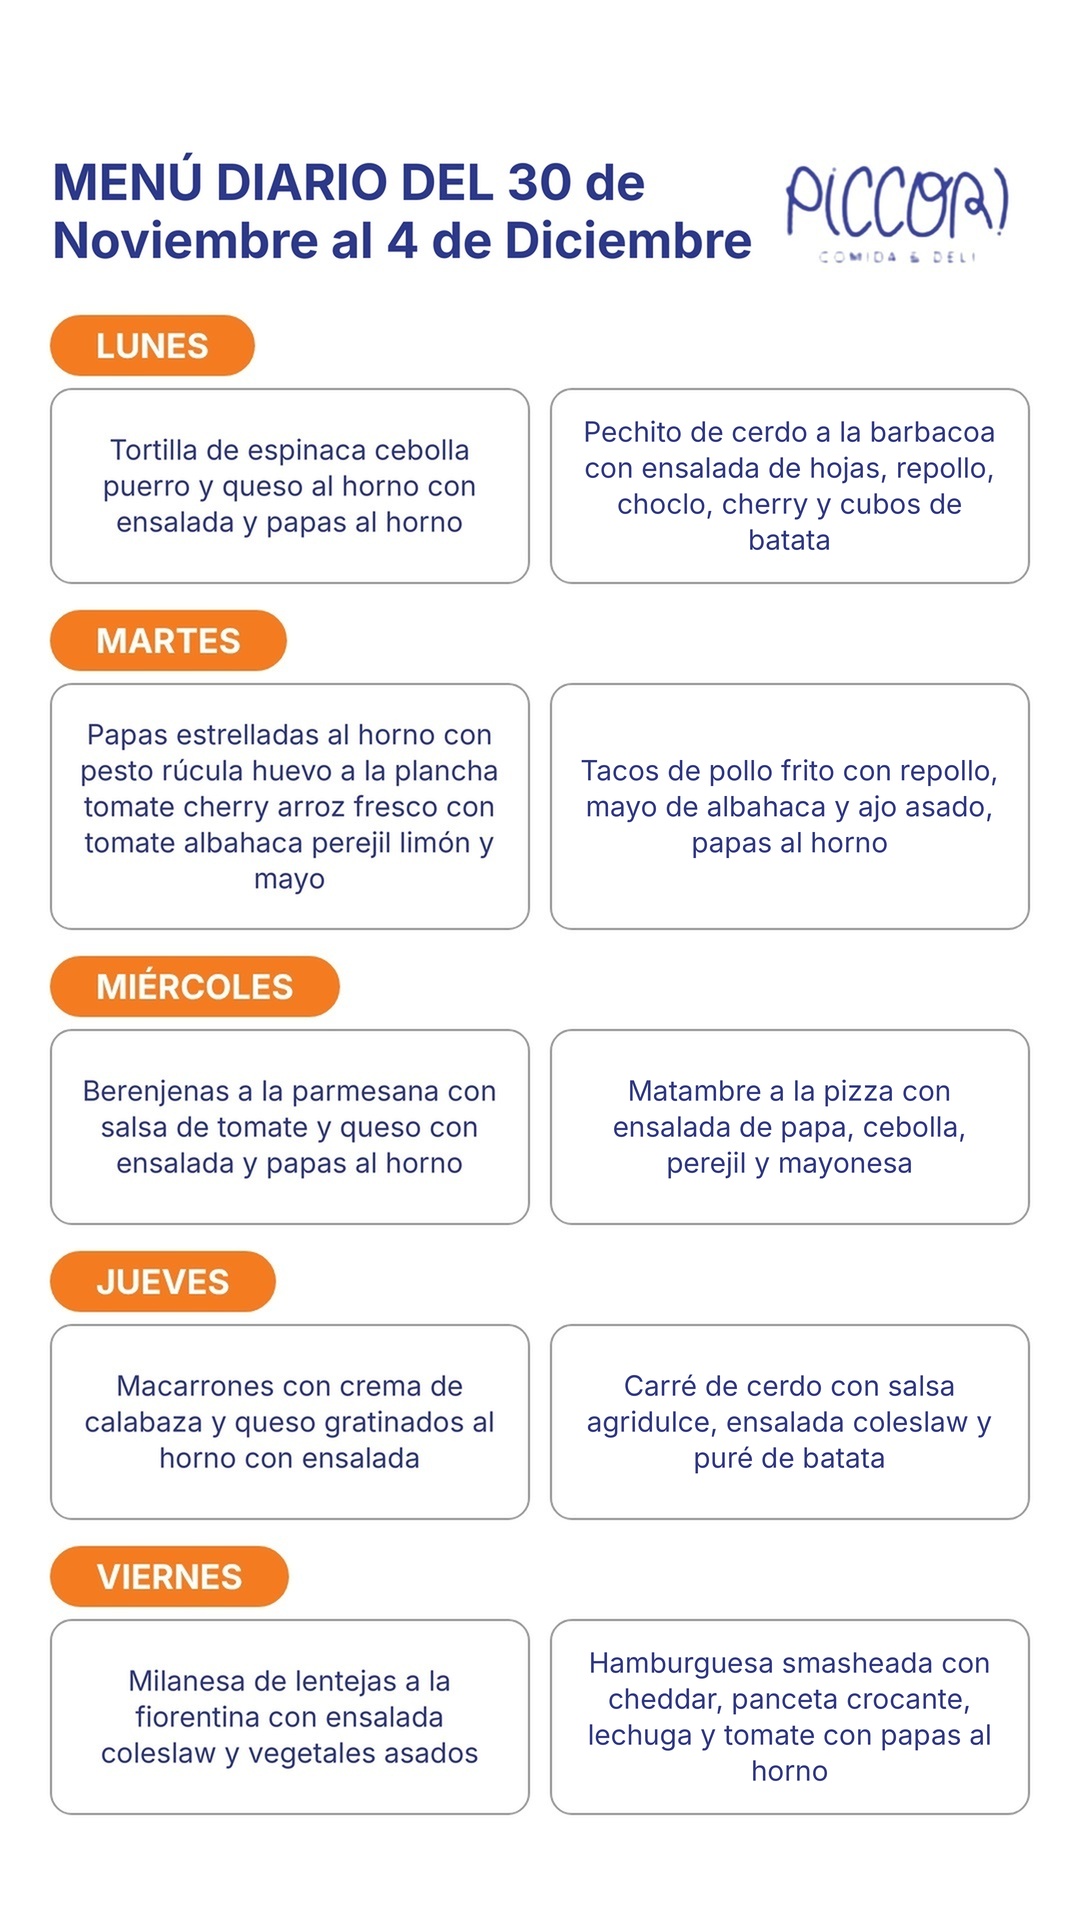 MENÚ DIARIO DEL 30 de
Noviembre al 4 de Diciembre
PICCOR!
COMIDA & DELI
LUNES
Tortilla de espinaca cebolla
puerro y queso al horno con
ensalada y papas al horno
Pechito de cerdo a la barbacoa
con ensalada de hojas, repollo,
choclo, cherry y cubos de
batata
MARTES
Papas estrelladas al horno con
pesto rúcula huevo a la plancha
tomate cherry arroz fresco con
tomate albahaca perejil limón y
mayo
Tacos de pollo frito con repollo,
mayo de albahaca y ajo asado,
papas al horno
MIÉRCOLES
Berenjenas a la parmesana con
salsa de tomate y queso con
ensalada y papas al horno
Matambre a la pizza con
ensalada de papa, cebolla,
perejil y mayonesa
JUEVES
Macarrones con crema de
calabaza y queso gratinados al
horno con ensalada
Carré de cerdo con salsa
agridulce, ensalada coleslaw y
puré de batata
VIERNES
Milanesa de lentejas a la
fiorentina con ensalada
coleslaw y vegetales asados
Hamburguesa smasheada con
cheddar, panceta crocante,
lechuga y tomate con papas al
horno